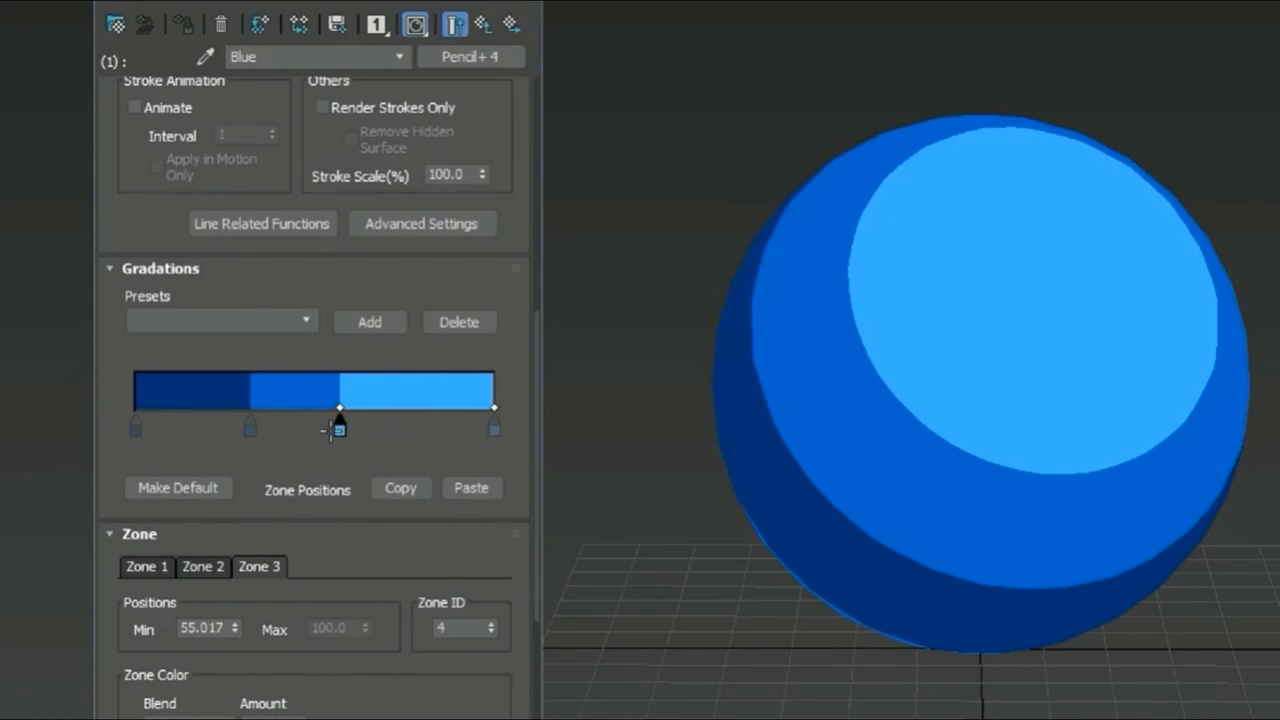 1
(1) :
Blue
Pencil+ 4
Stroke Animation
Others
Animate
Render Strokes Only
Interval
1
Remove Hidden
Surface
Apply in Motion
Only
Stroke Scale(%)
100.0
Line Related Functions
Advanced Settings
Gradations
Presets
Add
Delete
Make Default
Zone Positions
Copy
Paste
Zone
Zone 1
Zone 2
Zone 3
Positions
Zone ID
Min
55.017
Max
100.0
4
Zone Color
Blend
Amount